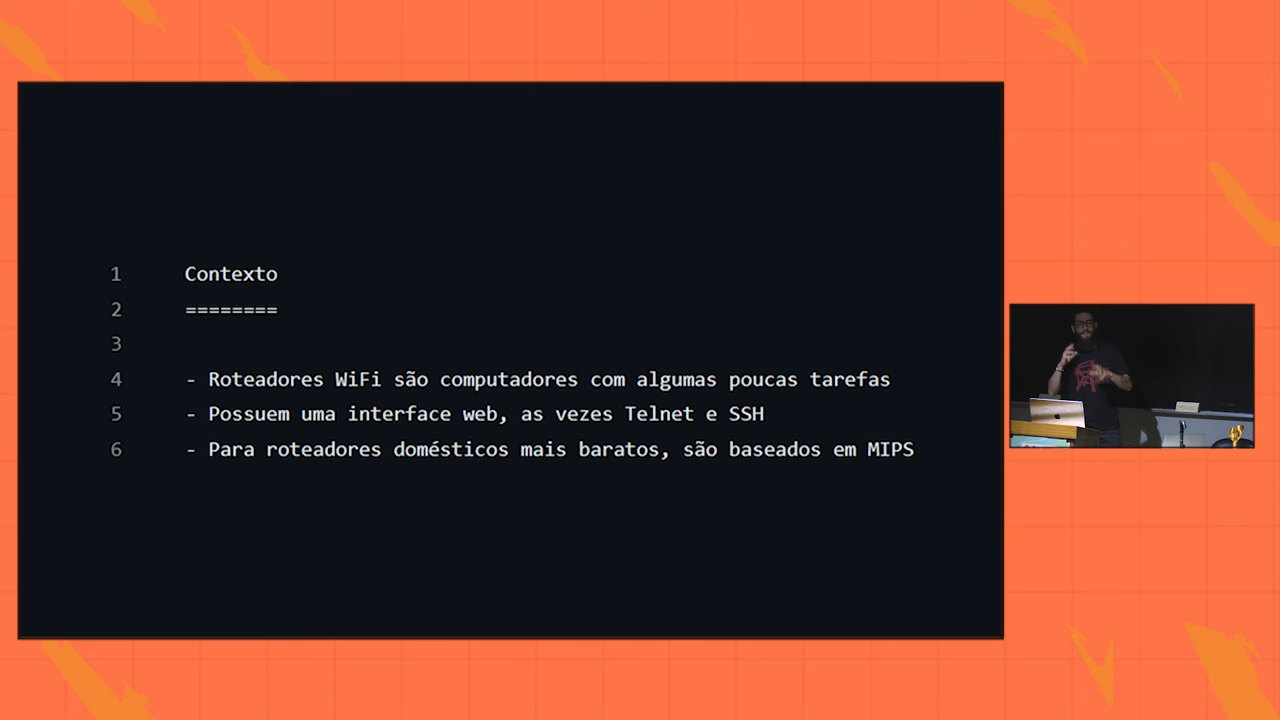 1 Contexto
2 ========
3
4 - Roteadores WiFi são computadores com algumas poucas tarefas
5 - Possuem uma interface web, as vezes Telnet e SSH
6 - Para roteadores domésticos mais baratos, são baseados em MIPS